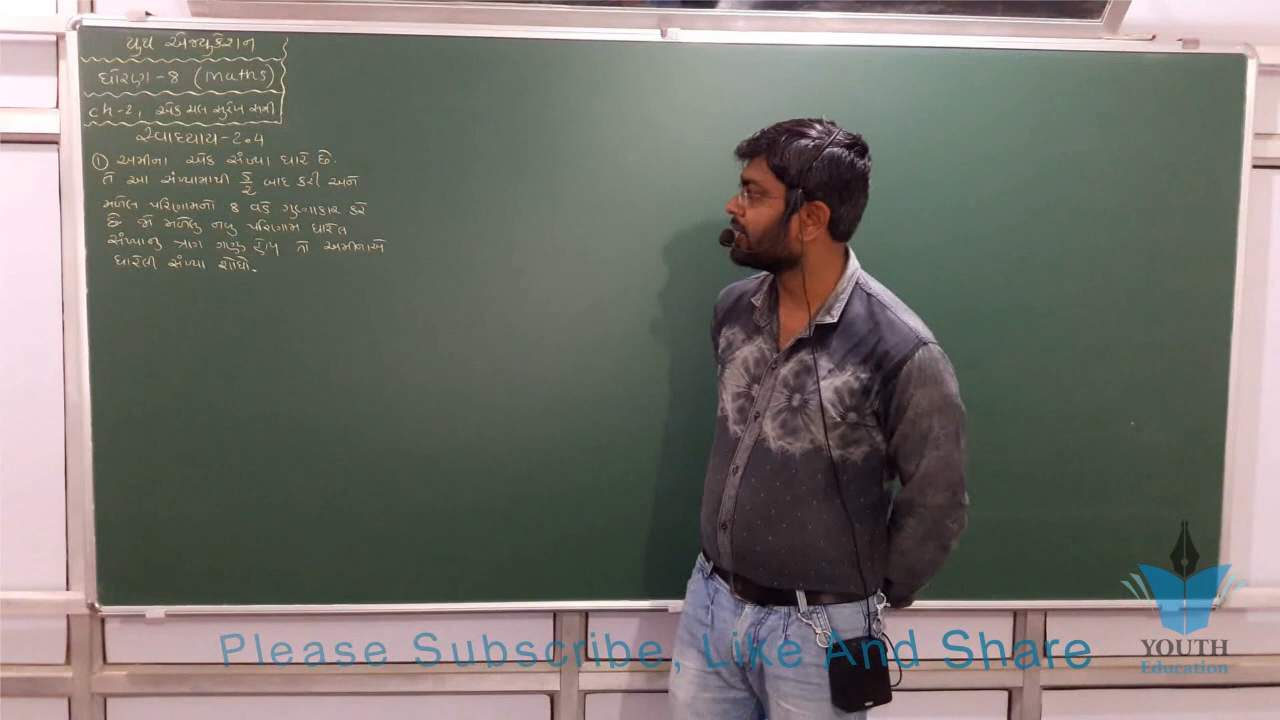 યુથ એજ્યુકેશન
ધોરણ - 8 (Maths)
ch-2, એક ચલ સુરેખ સમી
સ્વાધ્યાય - 2.4
① અમીના એક સંખ્યા ધારે છે.
તે આ સંખ્યામાથી 5/2 બાદ કરી અને
મળેલ પરિણામનો 8 વડે ગુણાકાર કરે
છે જો મળેલુ નવુ પરિણામ ધારેલ
સંખ્યાનુ ત્રાગ ગણુ હોય તો અમીનાએ
ધારેલી સંખ્યા શોધો.
Please Subscribe, Like And Share
YOUTH
Education